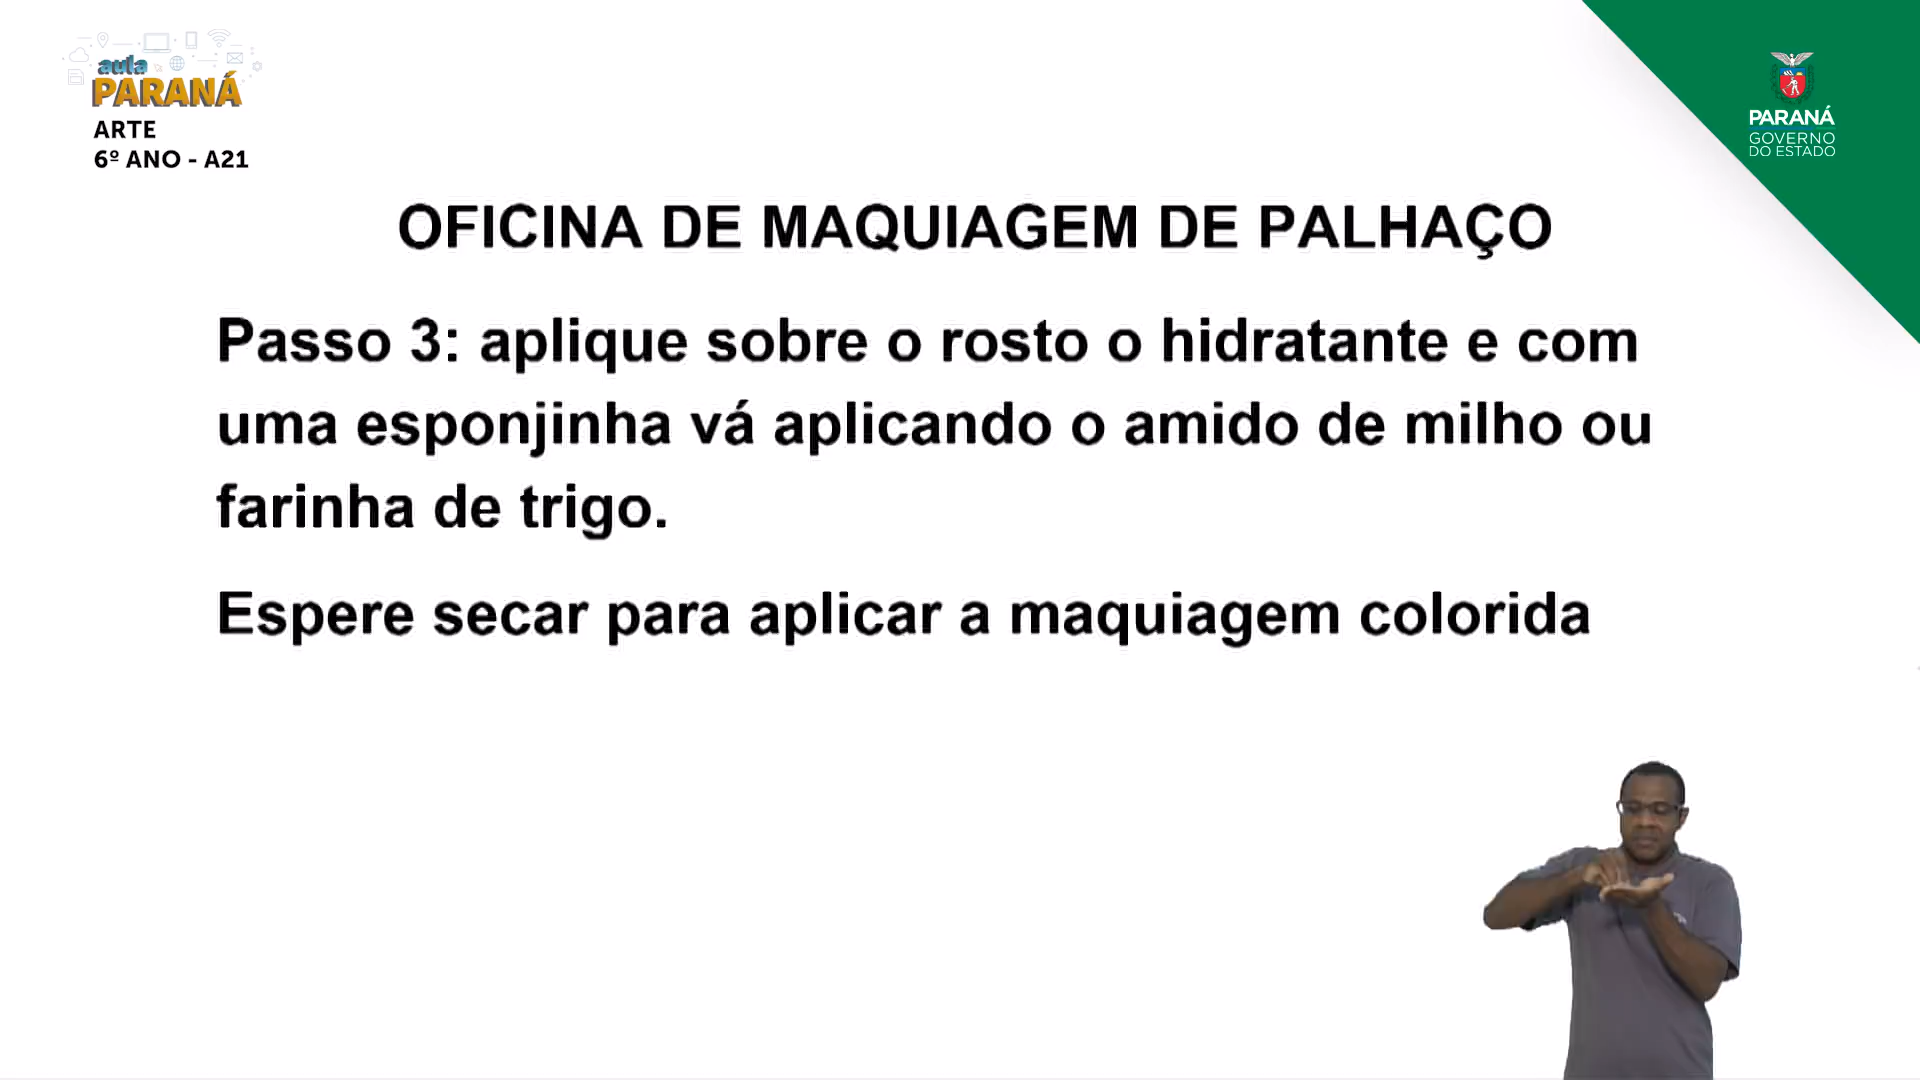 aula
PARANÁ
ARTE
6º ANO - A21
PARANÁ
GOVERNO
DO ESTADO
OFICINA DE MAQUIAGEM DE PALHAÇO
Passo 3: aplique sobre o rosto o hidratante e com
uma esponjinha vá aplicando o amido de milho ou
farinha de trigo.
Espere secar para aplicar a maquiagem colorida